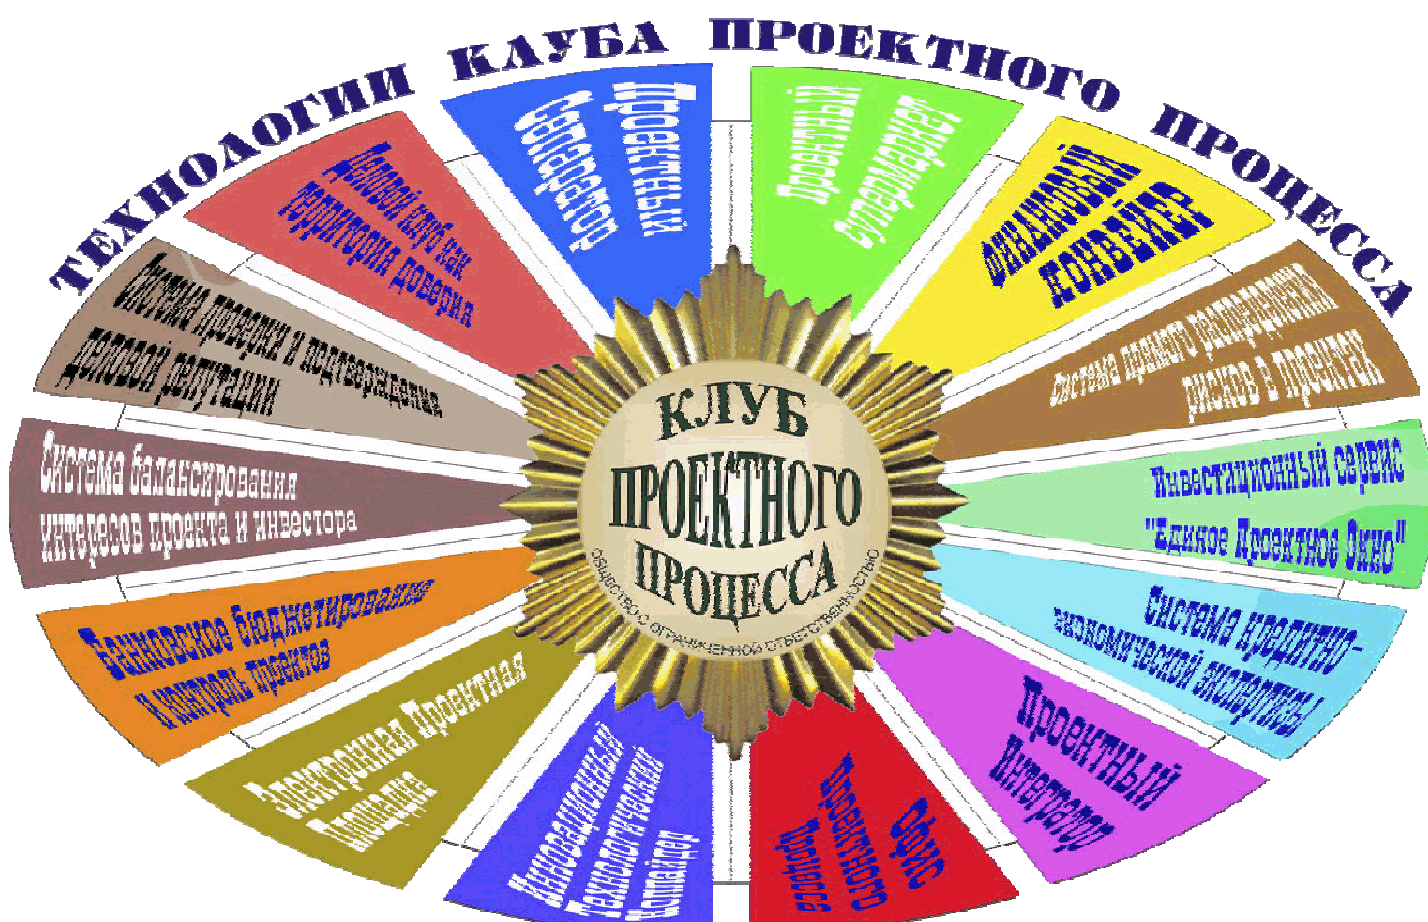 ТЕХНОЛОГИИ КЛУБА ПРОЕКТНОГО ПРОЦЕССА
Проектный
Сепаратор
Проектный
супермаркет
ФИНАНСОВЫЙ
КОНВЕЙЕР
Система прямого распределения
рисков в проектах
Инвестиционный сервис
"Единое Проектное Окно"
Система кредитно-
экономической экспертизы
Проектный
Интегратор
Офис
Проектного
Процесса
Инновационный
Технологический
Коллайдер
Электронная Проектная
Площадка
Банковское бюджетирование
и контроль проектов
Система балансирования
интересов проекта и инвестора
Система проверки и подтверждения
деловой репутации
Деловой клуб как
территория доверия
КЛУБ
ПРОЕКТНОГО
ПРОЦЕССА
ОБЩЕСТВО С ОГРАНИЧЕННОЙ ОТВЕТСТВЕННОСТЬЮ